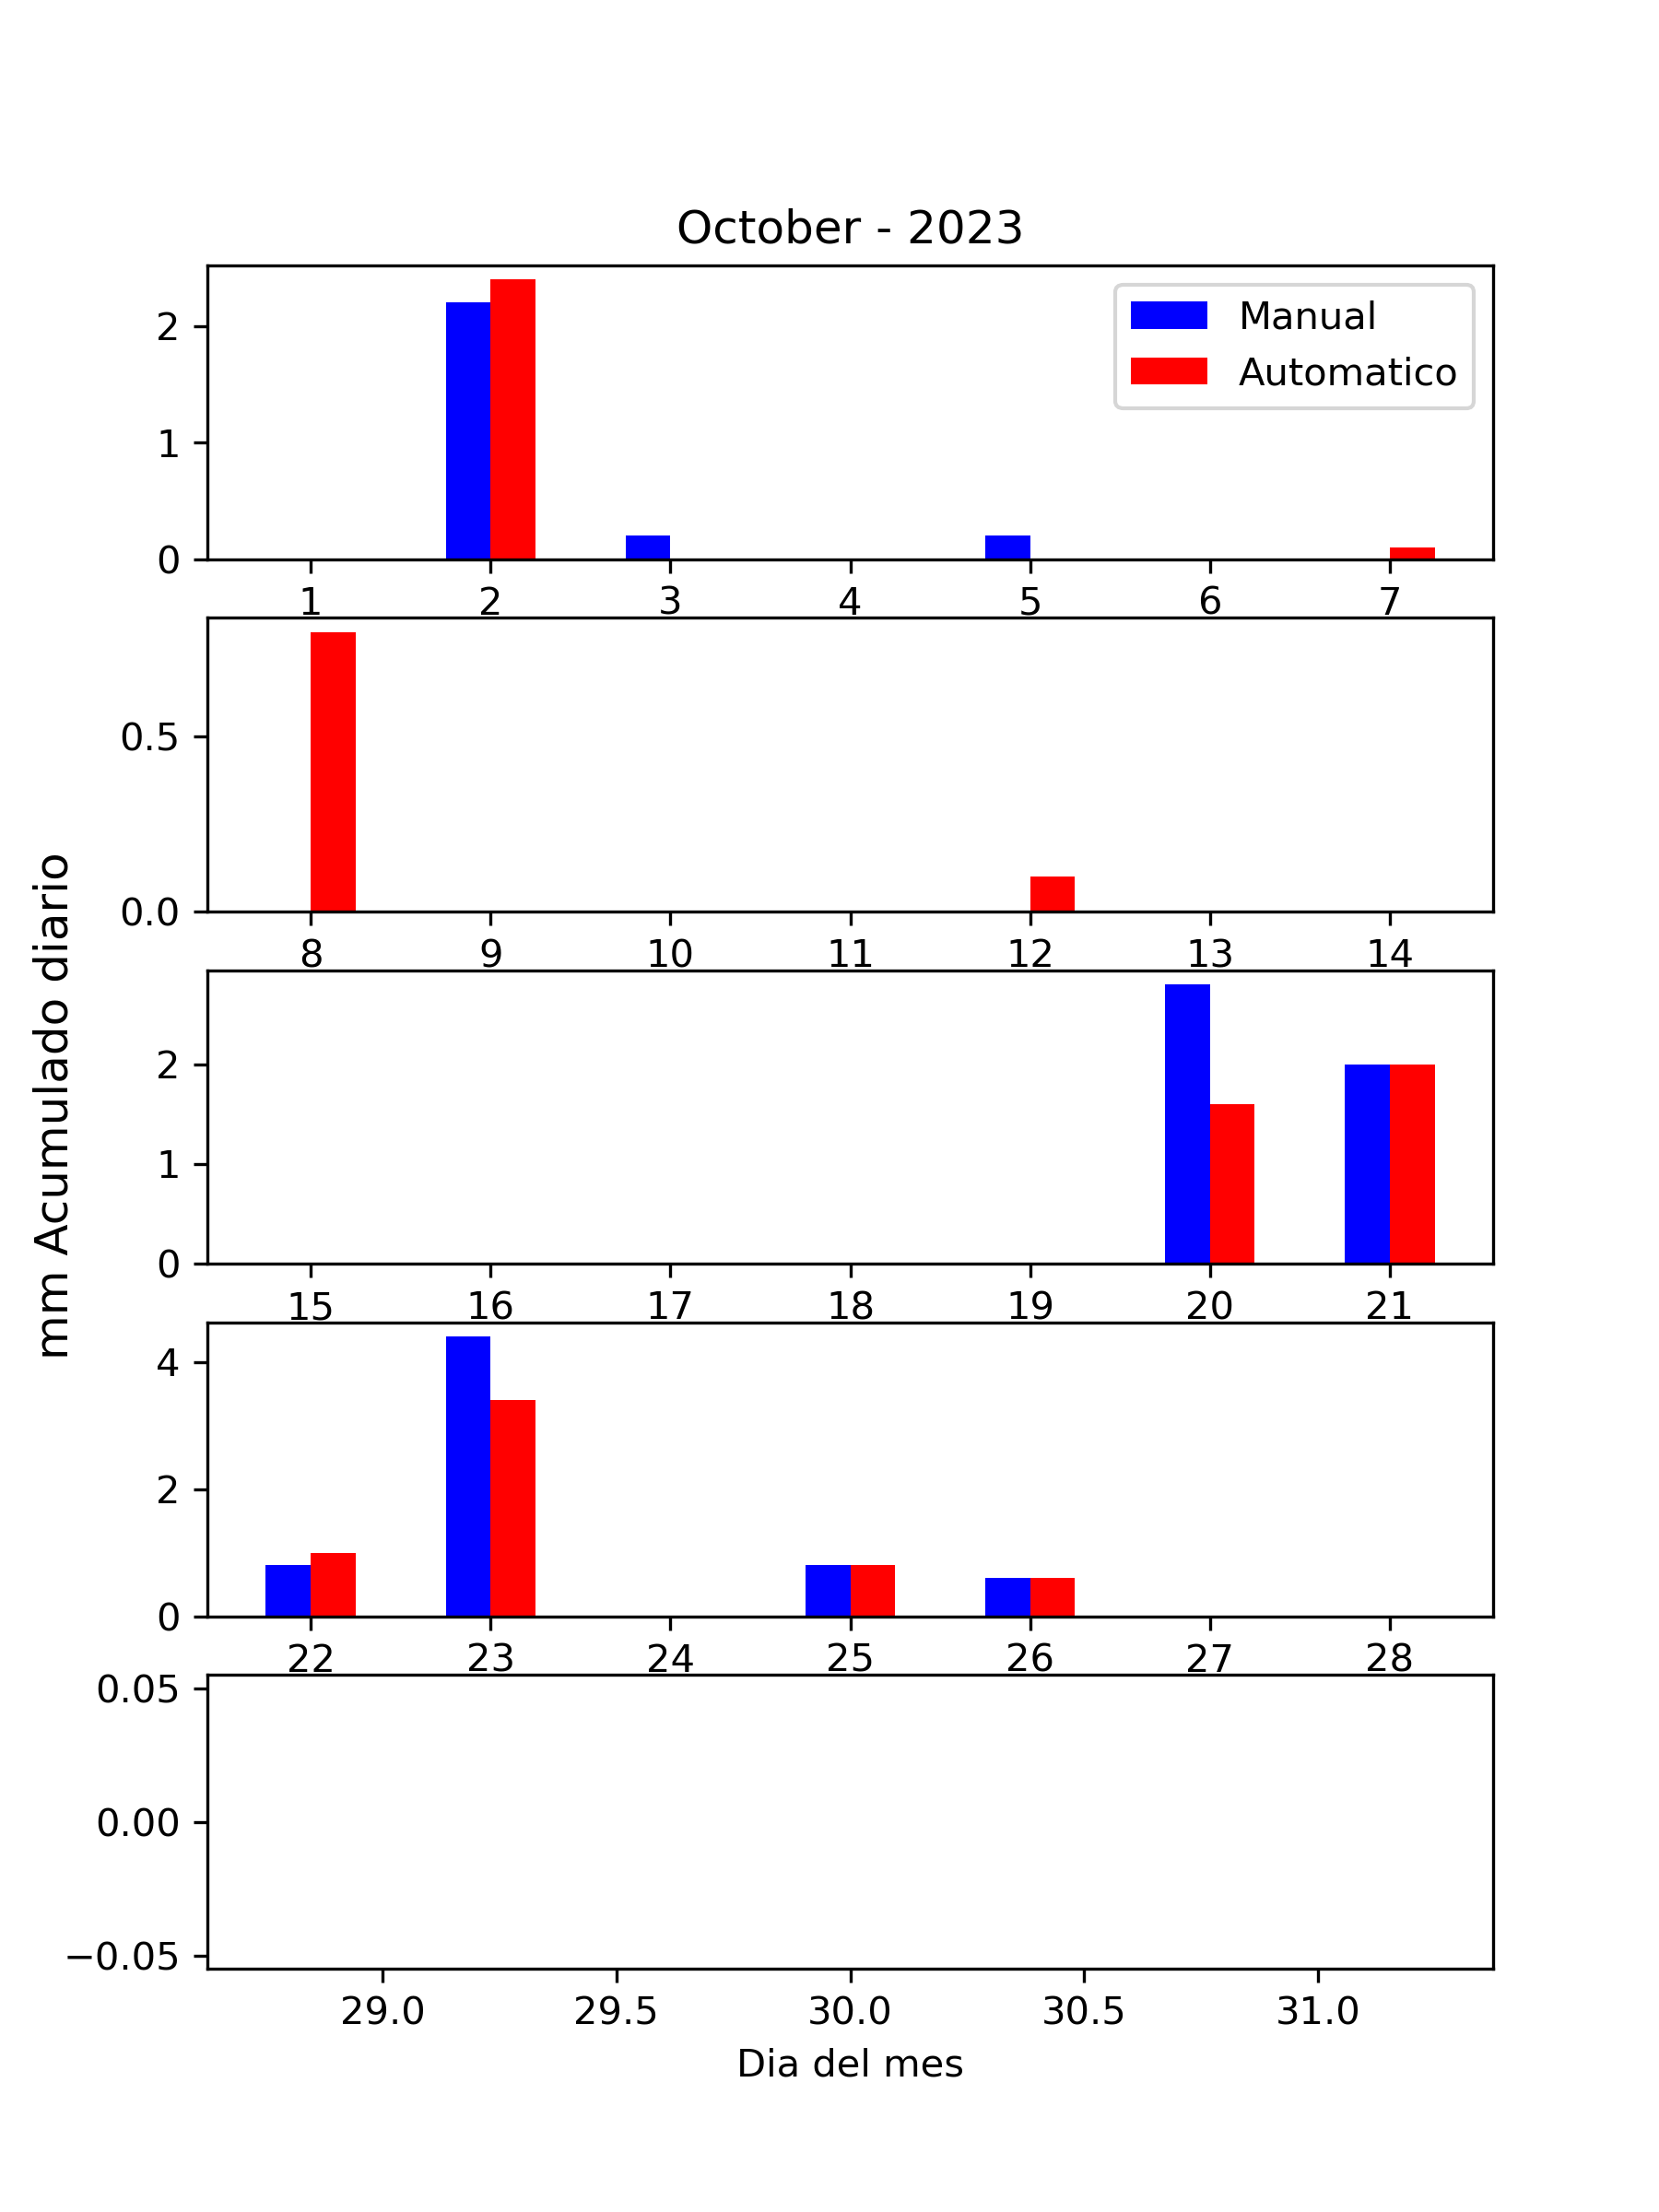 October - 2023
Manual
Automatico
2
1
0
1 2 3 4 5 6 7
0.5
0.0
8 9 10 11 12 13 14
2
1
0
15 16 17 18 19 20 21
4
2
0
22 23 24 25 26 27 28
0.05
0.00
−0.05
29.0 29.5 30.0 30.5 31.0
Dia del mes
mm Acumulado diario